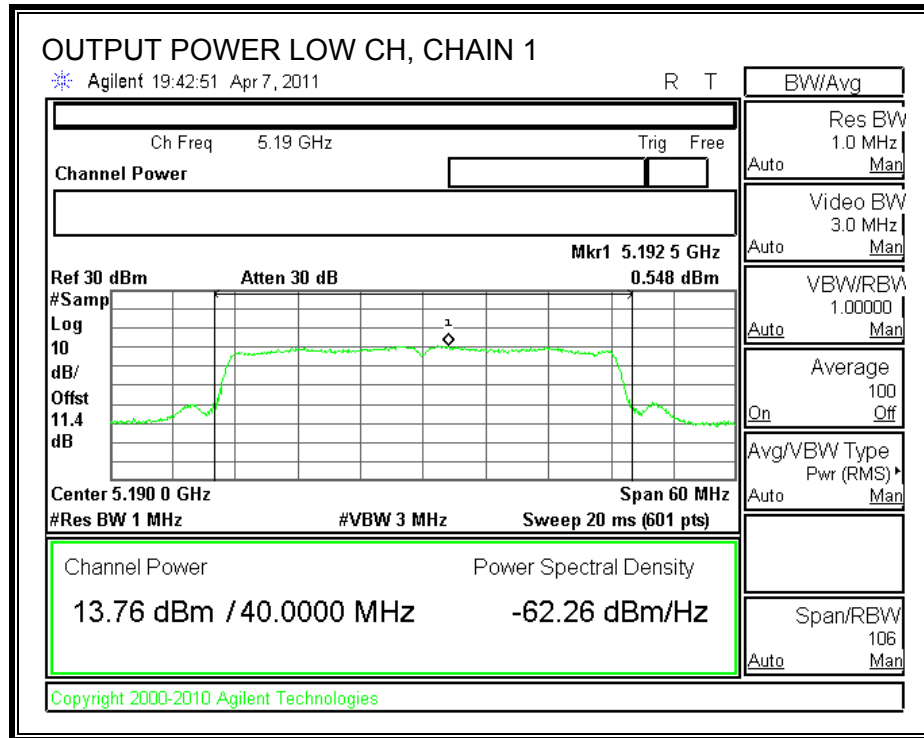 OUTPUT POWER LOW CH, CHAIN 1
Agilent 19:42:51 Apr 7, 2011 R T
Ch Freq 5.19 GHz Trig Free
Channel Power
Mkr1 5.192 5 GHz
Ref 30 dBm Atten 30 dB 0.548 dBm
#Samp
Log
10
dB/
Offst
11.4
dB
1
Center 5.190 0 GHz Span 60 MHz
#Res BW 1 MHz #VBW 3 MHz Sweep 20 ms (601 pts)
Channel Power Power Spectral Density
13.76 dBm / 40.0000 MHz -62.26 dBm/Hz
Copyright 2000-2010 Agilent Technologies
BW/Avg
Res BW
1.0 MHz
Auto Man
Video BW
3.0 MHz
Auto Man
VBW/RBW
1.00000
Auto Man
Average
100
On Off
Avg/VBW Type
Pwr (RMS)
Auto Man
Span/RBW
106
Auto Man